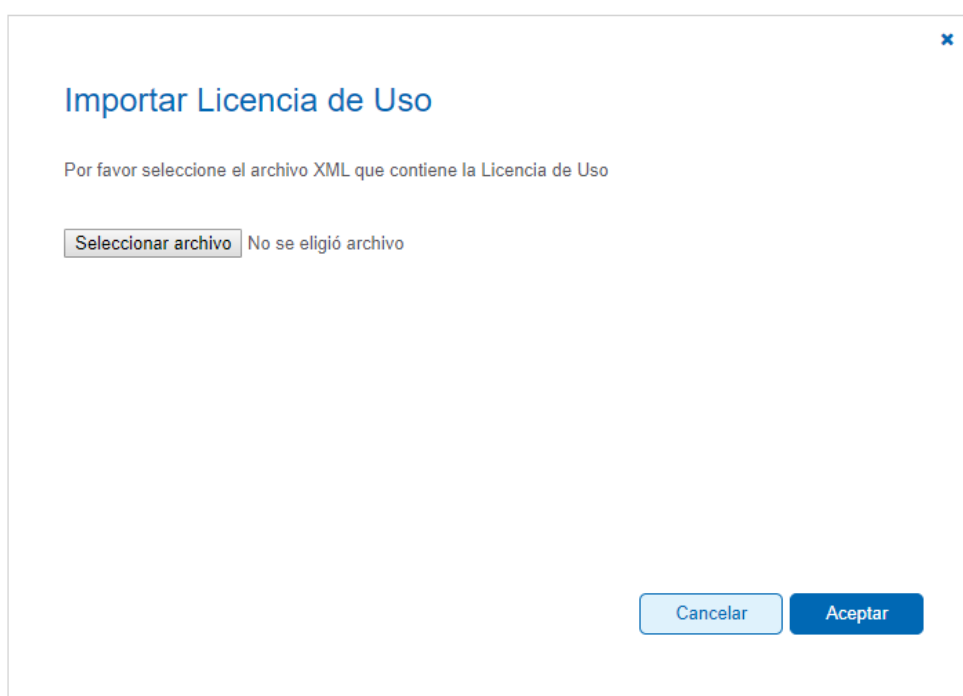 Importar Licencia de Uso
Por favor seleccione el archivo XML que contiene la Licencia de Uso
Seleccionar archivo No se eligió archivo
Cancelar Aceptar